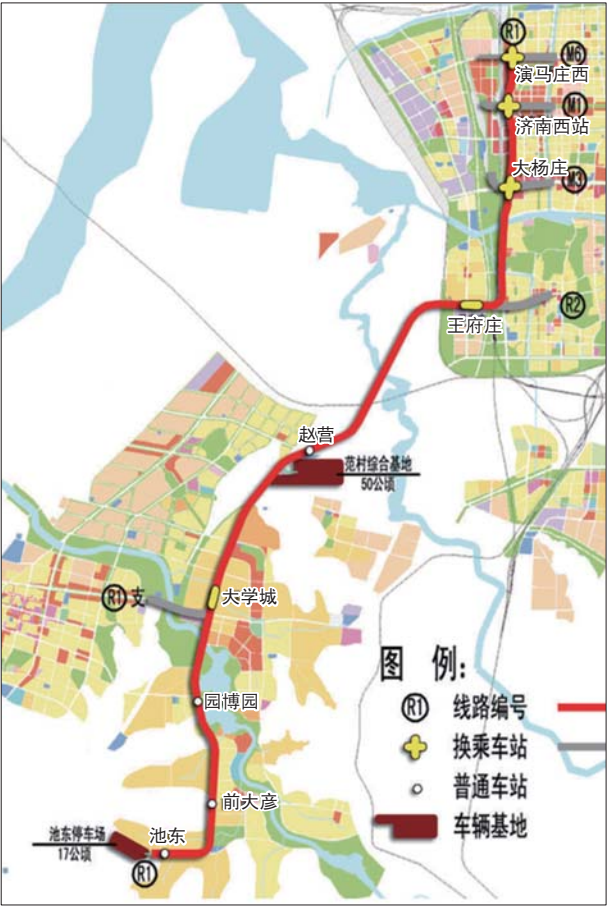 R1
M6
演马庄西
M1
济南西站
大杨庄
M3
R2
王府庄
赵营
范村综合基地
50公顷
R1支
大学城
园博园
前大彦
池东停车场
17公顷
池东
R1
图 例：
R1 线路编号
换乘车站
普通车站
车辆基地